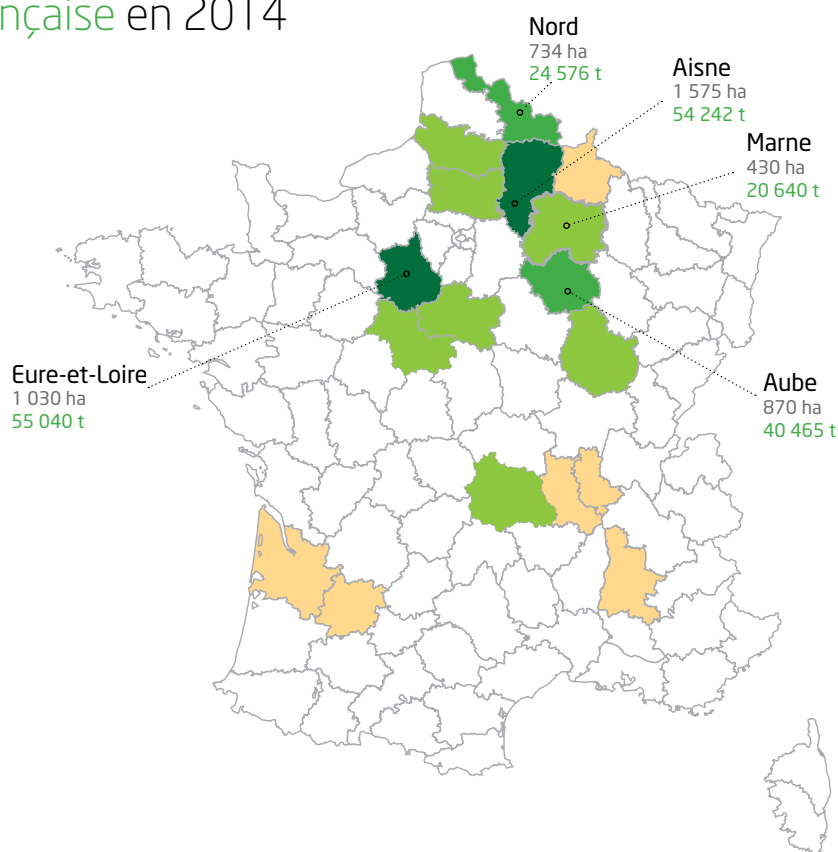 nçaise en 2014
Nord
734 ha
24 576 t
Aisne
1 575 ha
54 242 t
Marne
430 ha
20 640 t
Eure-et-Loire
1 030 ha
55 040 t
Aube
870 ha
40 465 t